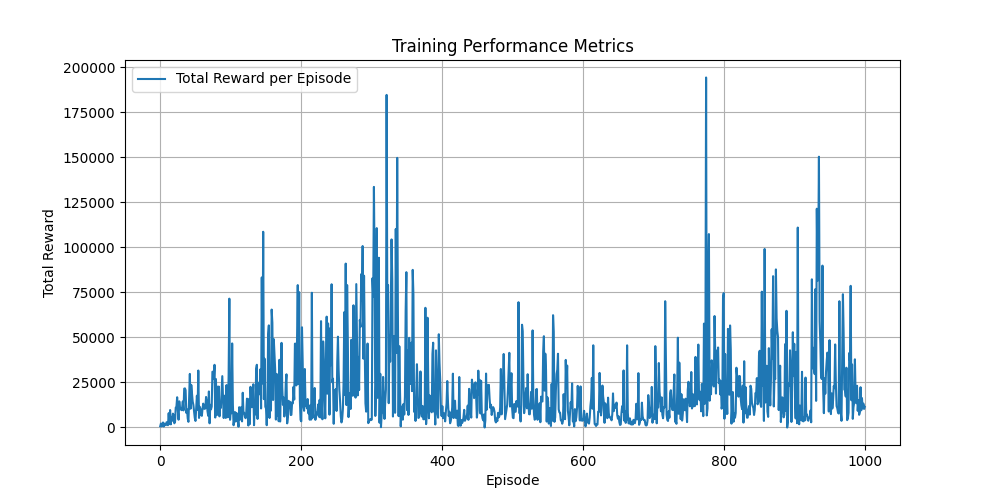 Training Performance Metrics
Total Reward per Episode
200000
175000
150000
125000
100000
75000
50000
25000
0
Total Reward
0 200 400 600 800 1000
Episode